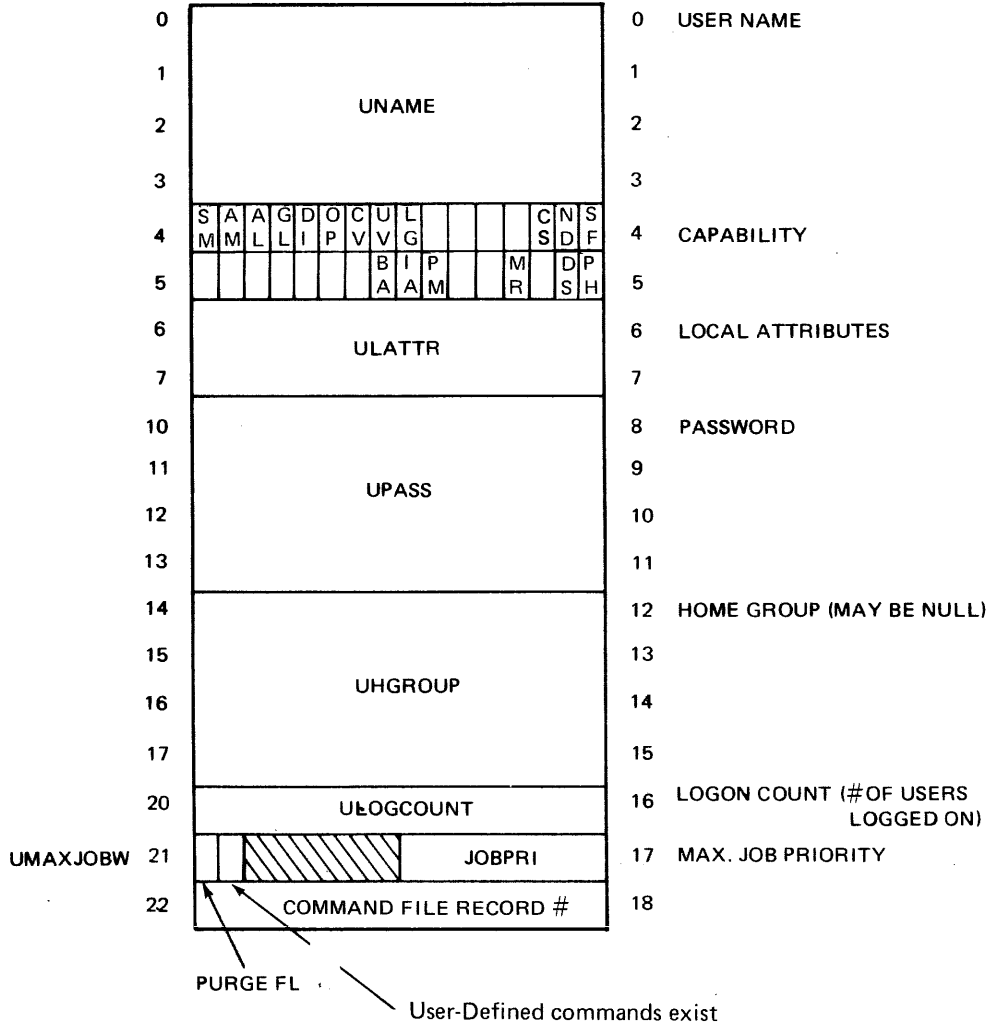 0 0 USER NAME
1 1
UNAME
2 2
3 3
S A A G D O C U L C N S
4 M M L L I P V V G S D F 4 CAPABILITY
B I P M D P
5 A A M R S H 5
6 6 LOCAL ATTRIBUTES
ULATTR
7 7
10 8 PASSWORD
11 9
UPASS
12 10
13 11
14 12 HOME GROUP (MAY BE NULL)
15 13
UHGROUP
16 14
17 15
20 ULOGCOUNT 16 LOGON COUNT (# OF USERS
LOGGED ON)
UMAXJOBW 21 JOBPRI 17 MAX. JOB PRIORITY
22 COMMAND FILE RECORD # 18
PURGE FL
User-Defined commands exist